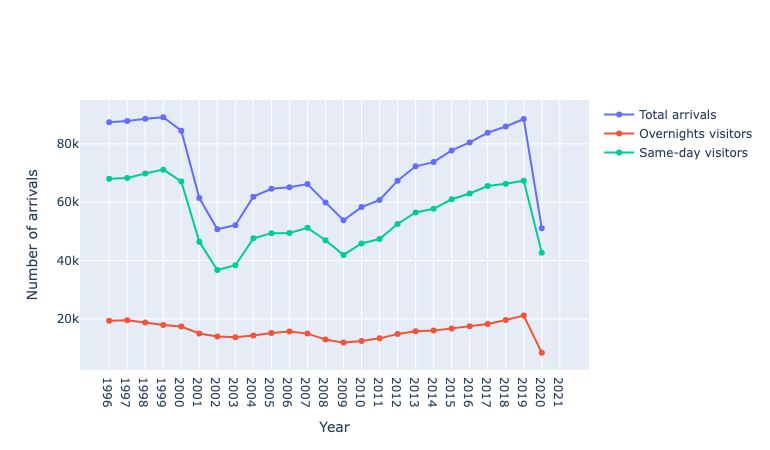 Total arrivals
Overnights visitors
Same-day visitors
80k
60k
40k
20k
Number of arrivals
1996 1997 1998 1999 2000 2001 2002 2003 2004 2005 2006 2007 2008 2009 2010 2011 2012 2013 2014 2015 2016 2017 2018 2019 2020 2021
Year